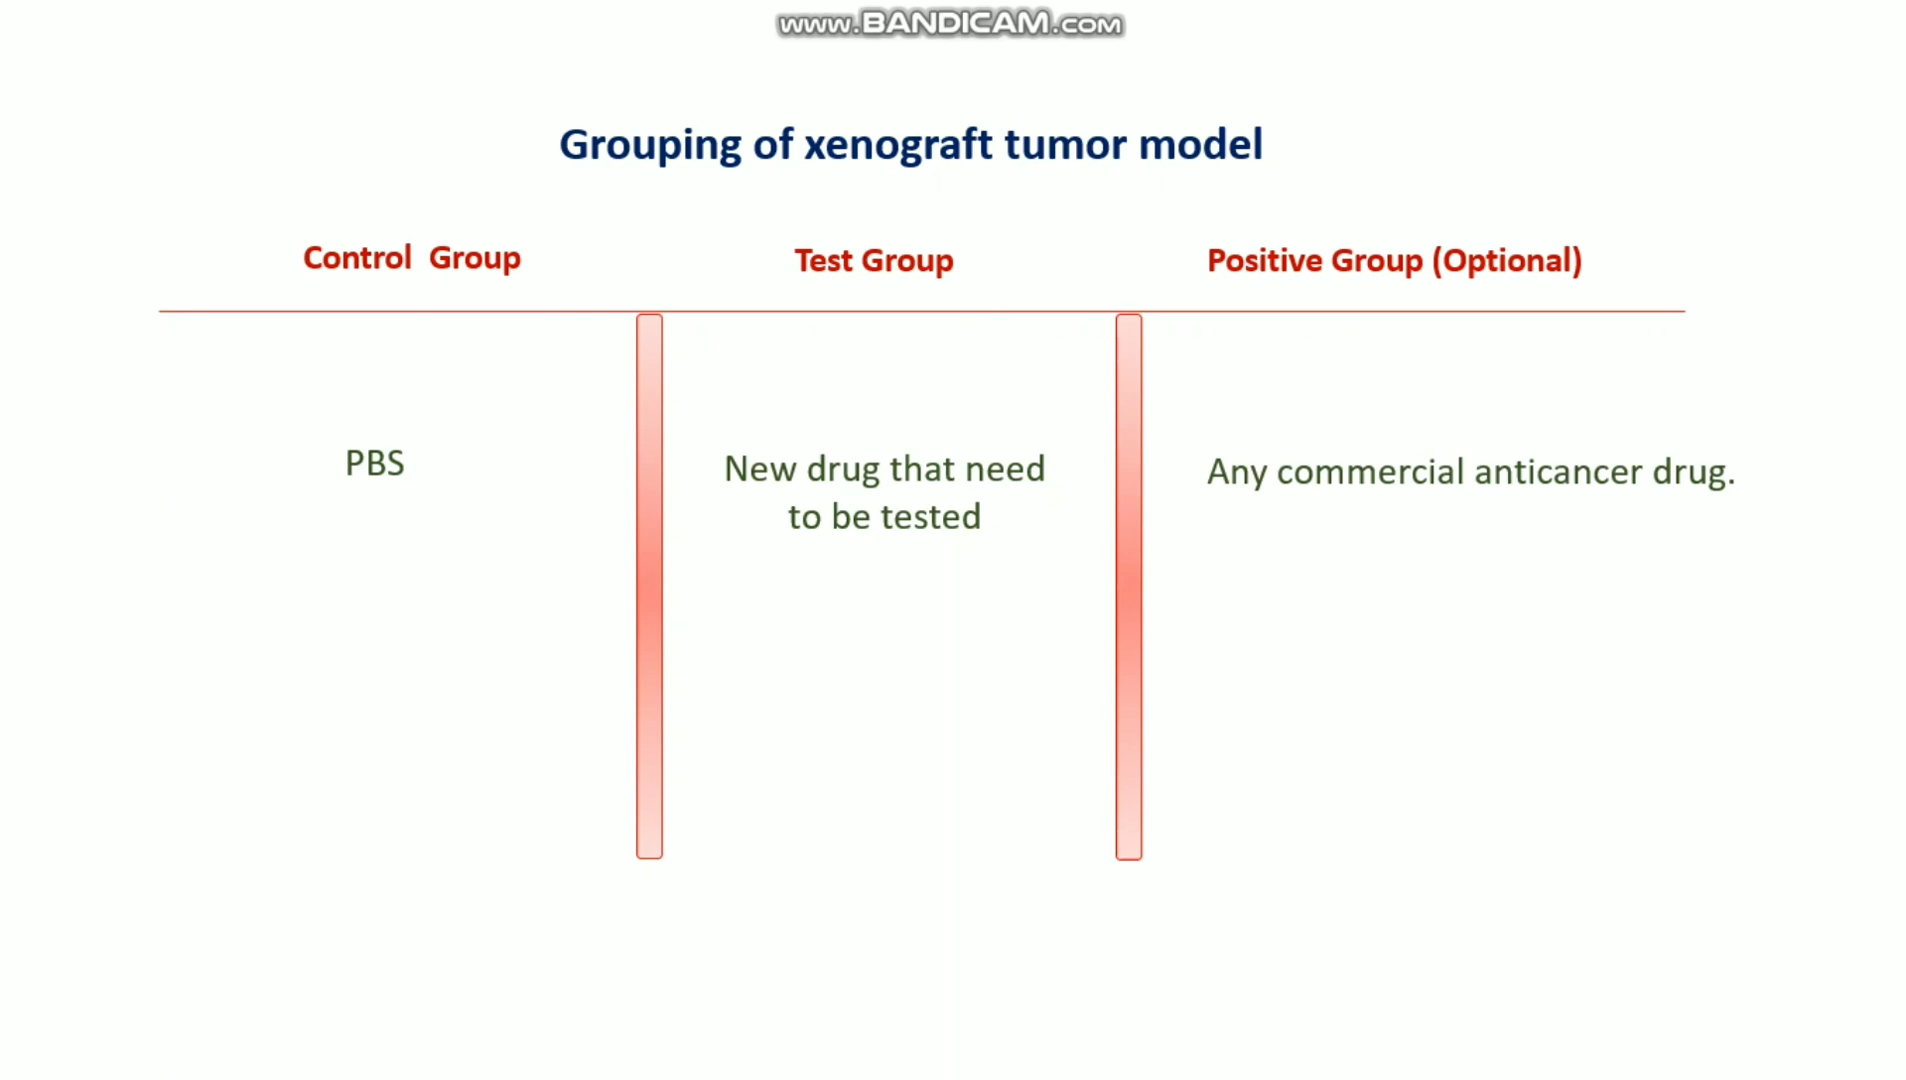 www.BANDICAM.com
Grouping of xenograft tumor model
Control Group
Test Group
Positive Group (Optional)
PBS
New drug that need
to be tested
Any commercial anticancer drug.